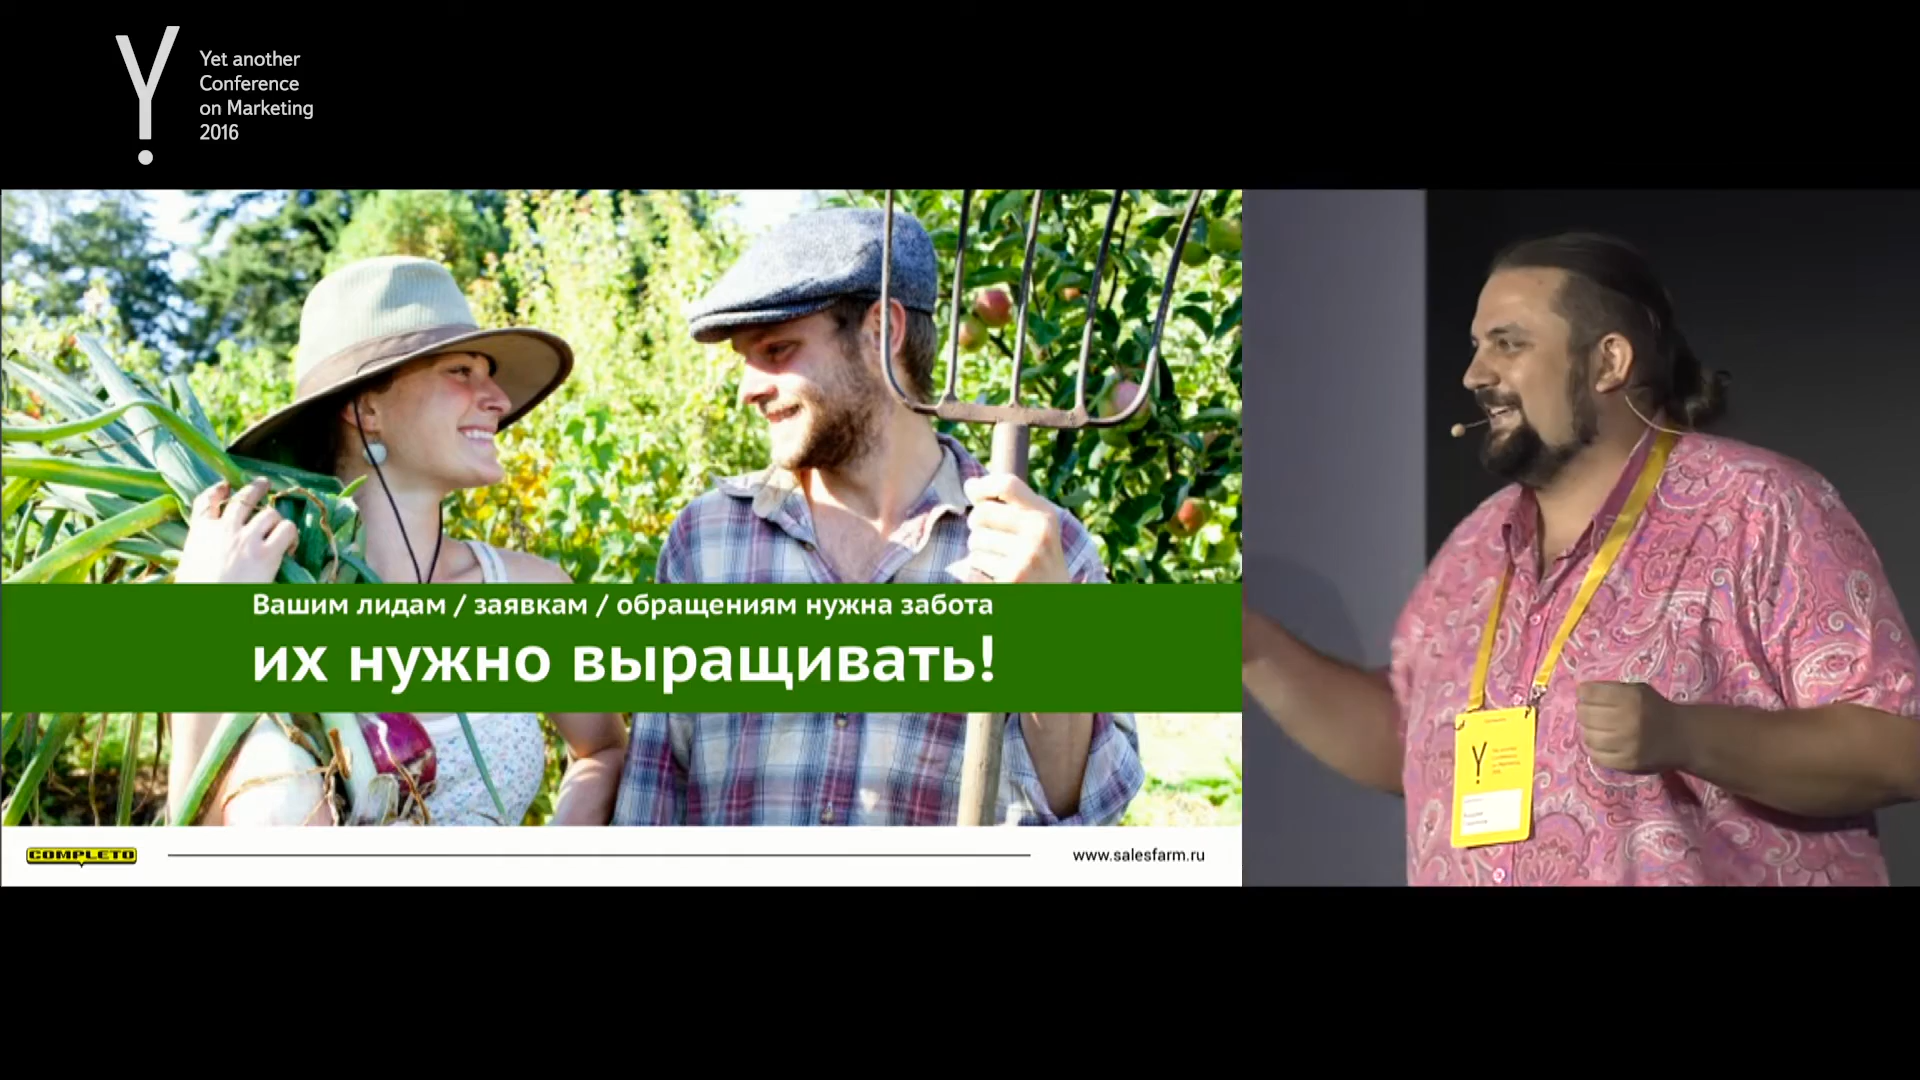 Yet another
Conference
on Marketing
2016
Вашим лидам / заявкам / обращениям нужна забота
их нужно выращивать!
COMPLETO
www.salesfarm.ru